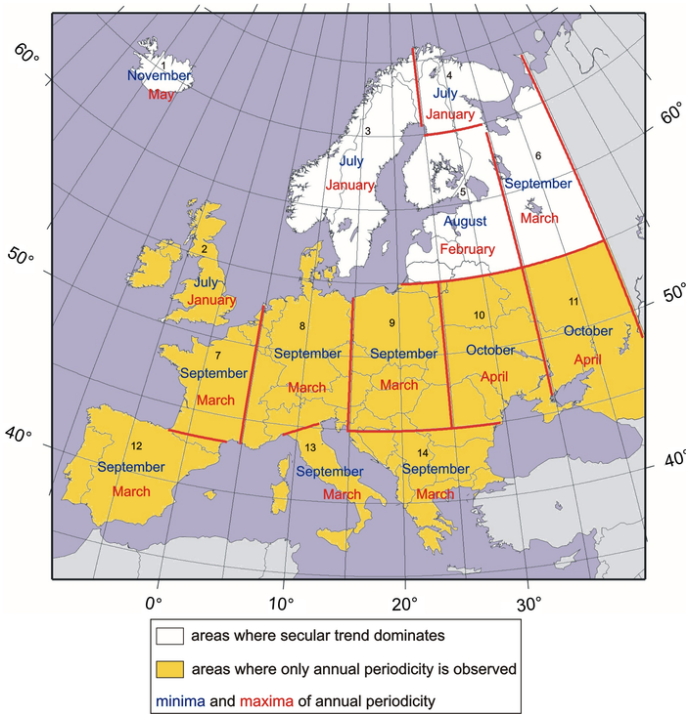 60°
1
November
May
4
July
January
60°
3
July
January
6
September
March
5
August
February
50°
2
July
January
50°
7
September
March
8
September
March
9
September
March
10
October
April
11
October
April
40°
12
September
March
13
September
March
14
September
March
40°
0° 10° 20° 30°
areas where secular trend dominates
areas where only annual periodicity is observed
minima and maxima of annual periodicity